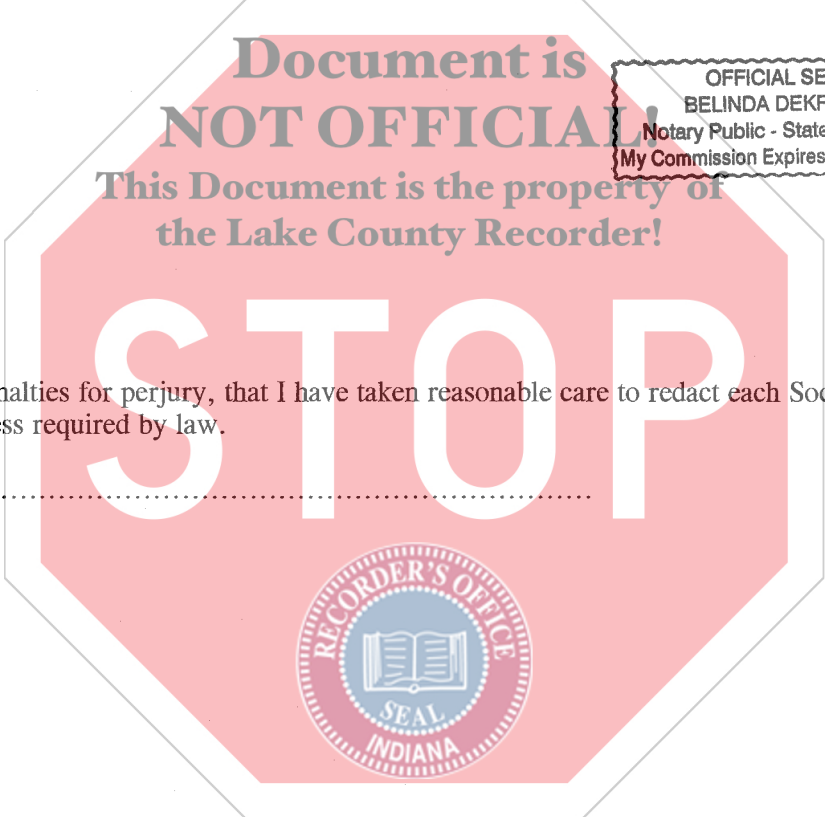 Document is
NOT OFFICIAL!
This Document is the property of
the Lake County Recorder!
OFFICIAL SE
BELINDA DEKF
Notary Public - State
My Commission Expires
STOP
nalties for perjury, that I have taken reasonable care to redact each Soc
ess required by law.
RECORDER'S OFFICE
SEAL
INDIANA